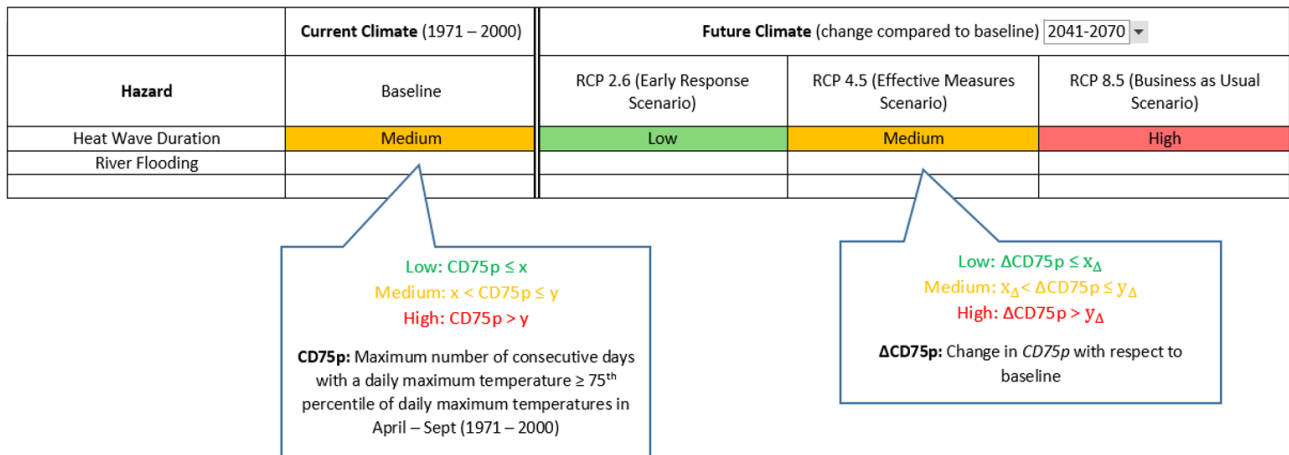 Current Climate (1971 – 2000)
Future Climate (change compared to baseline) 2041-2070
Hazard
Baseline
RCP 2.6 (Early Response
Scenario)
RCP 4.5 (Effective Measures
Scenario)
RCP 8.5 (Business as Usual
Scenario)
Heat Wave Duration
Medium
Low
Medium
High
River Flooding
Low: CD75p ≤ x
Medium: x < CD75p ≤ y
High: CD75p > y
CD75p: Maximum number of consecutive days
with a daily maximum temperature ≥ 75th
percentile of daily maximum temperatures in
April – Sept (1971 – 2000)
Low: ΔCD75p ≤ xΔ
Medium: xΔ< ΔCD75p ≤ yΔ
High: ΔCD75p > yΔ
ΔCD75p: Change in CD75p with respect to
baseline